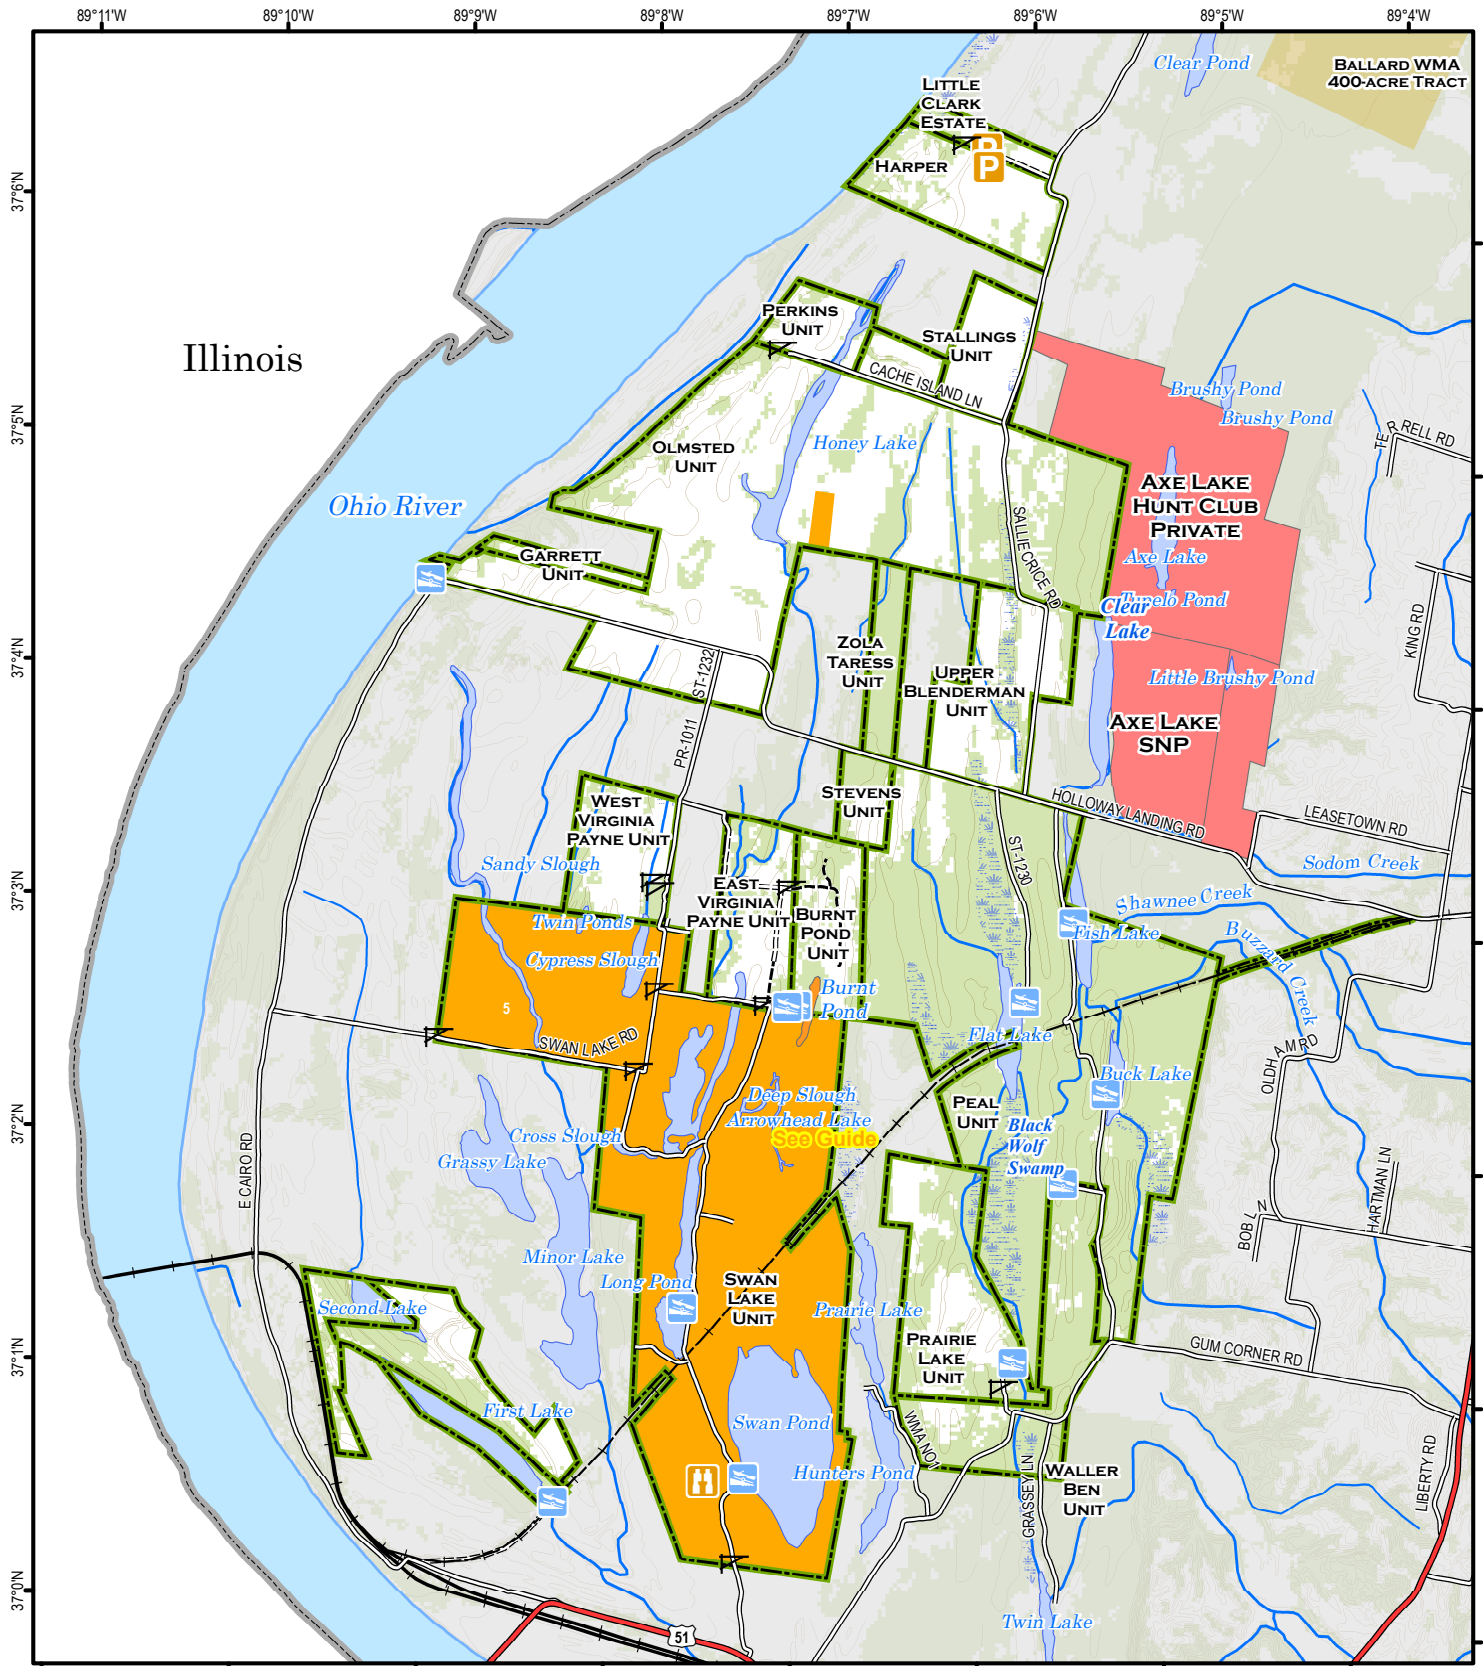 89°11'W
89°10'W
89°9'W
89°8'W
89°7'W
89°6'W
89°5'W
89°4'W
Clear Pond
BALLARD WMA
400-ACRE TRACT
LITTLE
CLARK
ESTATE
P
HARPER
P
37°6'N
PERKINS
UNIT
STALLINGS
UNIT
Illinois
CACHE ISLAND LN
Brushy Pond
Brushy Pond
37°5'N
TERRELL RD
OLMSTED
UNIT
Honey Lake
AXE LAKE
HUNT CLUB
PRIVATE
Ohio River
SALLIE CRICE RD
GARRETT
UNIT
Axe Lake
Tupelo Pond
Clear
Lake
KING RD
37°4'N
ST-1232
ZOLA
TARESS
UNIT
UPPER
BLENDERMAN
UNIT
Little Brushy Pond
AXE LAKE
SNP
PR-1011
WEST
VIRGINIA
PAYNE UNIT
STEVENS
UNIT
HOLLOWAY LANDING RD
LEASETOWN RD
ST-1230
Sandy Slough
Sodom Creek
37°3'N
EAST
VIRGINIA
PAYNE UNIT
BURNT
POND
UNIT
Shawnee Creek
Twin Ponds
Fish Lake
Buzzard Creek
Cypress Slough
Burnt
Pond
5
Flat Lake
SWAN LAKE RD
OLDHAM RD
Buck Lake
Deep Slough
PEAL
UNIT
37°2'N
Arrowhead Lake
See Guide
Black
Wolf
Swamp
Cross Slough
Grassy Lake
E CAIRO RD
HARTMAN LN
BOB LN
Minor Lake
Long Pond
SWAN
LAKE
UNIT
Second Lake
Prairie Lake
PRAIRIE
LAKE
UNIT
GUM CORNER RD
37°1'N
First Lake
Swan Pond
WMA NO1
Hunters Pond
GRASSEY LN
WALLER
BEN
UNIT
LIBERTY RD
37°0'N
Twin Lake
51